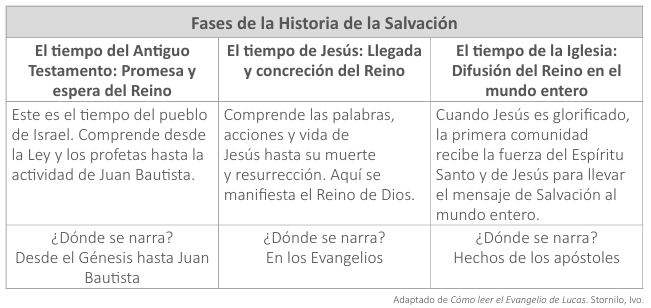 Fases de la Historia de la Salvación
El tiempo del Antiguo
Testamento: Promesa y
espera del Reino
El tiempo de Jesús: Llegada
y concreción del Reino
El tiempo de la Iglesia:
Difusión del Reino en el
mundo entero
Este es el tiempo del pueblo
de Israel. Comprende desde
la Ley y los profetas hasta la
actividad de Juan Bautista.
Comprende las palabras,
acciones y vida de
Jesús hasta su muerte
y resurrección. Aquí se
manifiesta el Reino de Dios.
Cuando Jesús es glorificado,
la primera comunidad
recibe la fuerza del Espíritu
Santo y de Jesús para llevar
el mensaje de Salvación al
mundo entero.
¿Dónde se narra?
Desde el Génesis hasta Juan
Bautista
¿Dónde se narra?
En los Evangelios
¿Dónde se narra?
Hechos de los apóstoles
Adaptado de Cómo leer el Evangelio de Lucas. Stornilo, Ivo.